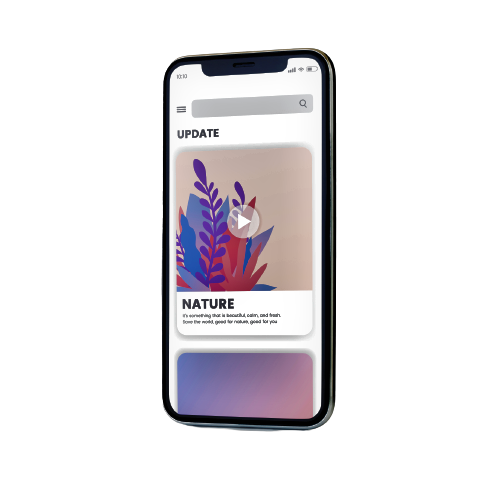 10:10
UPDATE
NATURE
It's something that is beautiful, calm, and fresh.
Save the world, good for nature, good for you